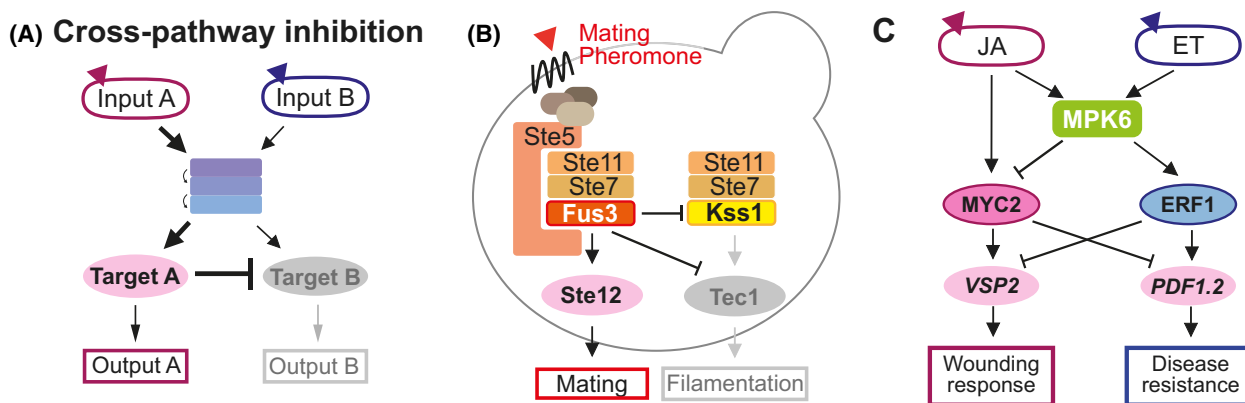 (A) Cross-pathway inhibition
Input A
Input B
Target A
Target B
Output A
Output B
(B)
Mating
Pheromone
Ste5
Ste11
Ste7
Fus3
Ste11
Ste7
Kss1
Ste12
Tec1
Mating
Filamentation
C
JA
ET
MPK6
MYC2
ERF1
VSP2
PDF1.2
Wounding
response
Disease
resistance